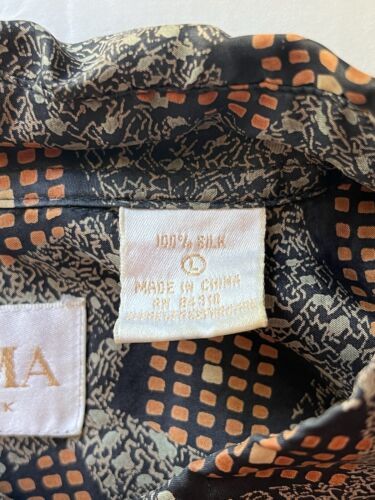 100% SILK
L
MADE IN CHINA
RN 84310
MA
K